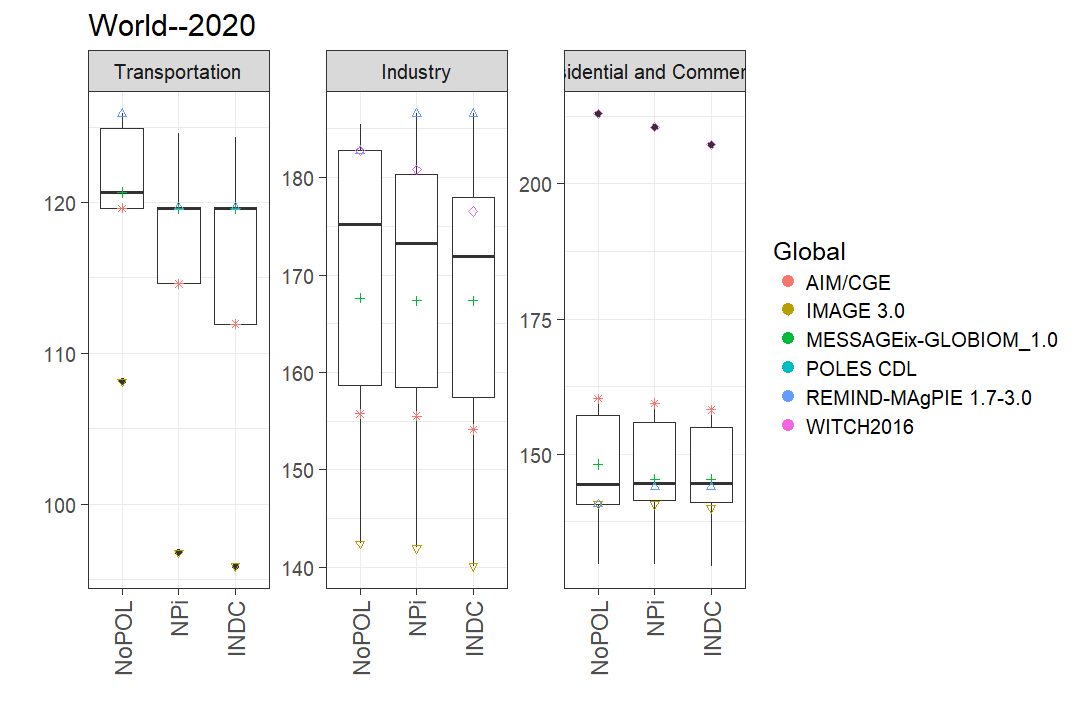 World--2020
Transportation
Industry
sidential and Commer
120
110
100
180
170
160
150
140
200
175
150
NoPOL
NPi
INDC
NoPOL
NPi
INDC
NoPOL
NPi
INDC
Global
AIM/CGE
IMAGE 3.0
MESSAGEix-GLOBIOM_1.0
POLES CDL
REMIND-MAgPIE 1.7-3.0
WITCH2016